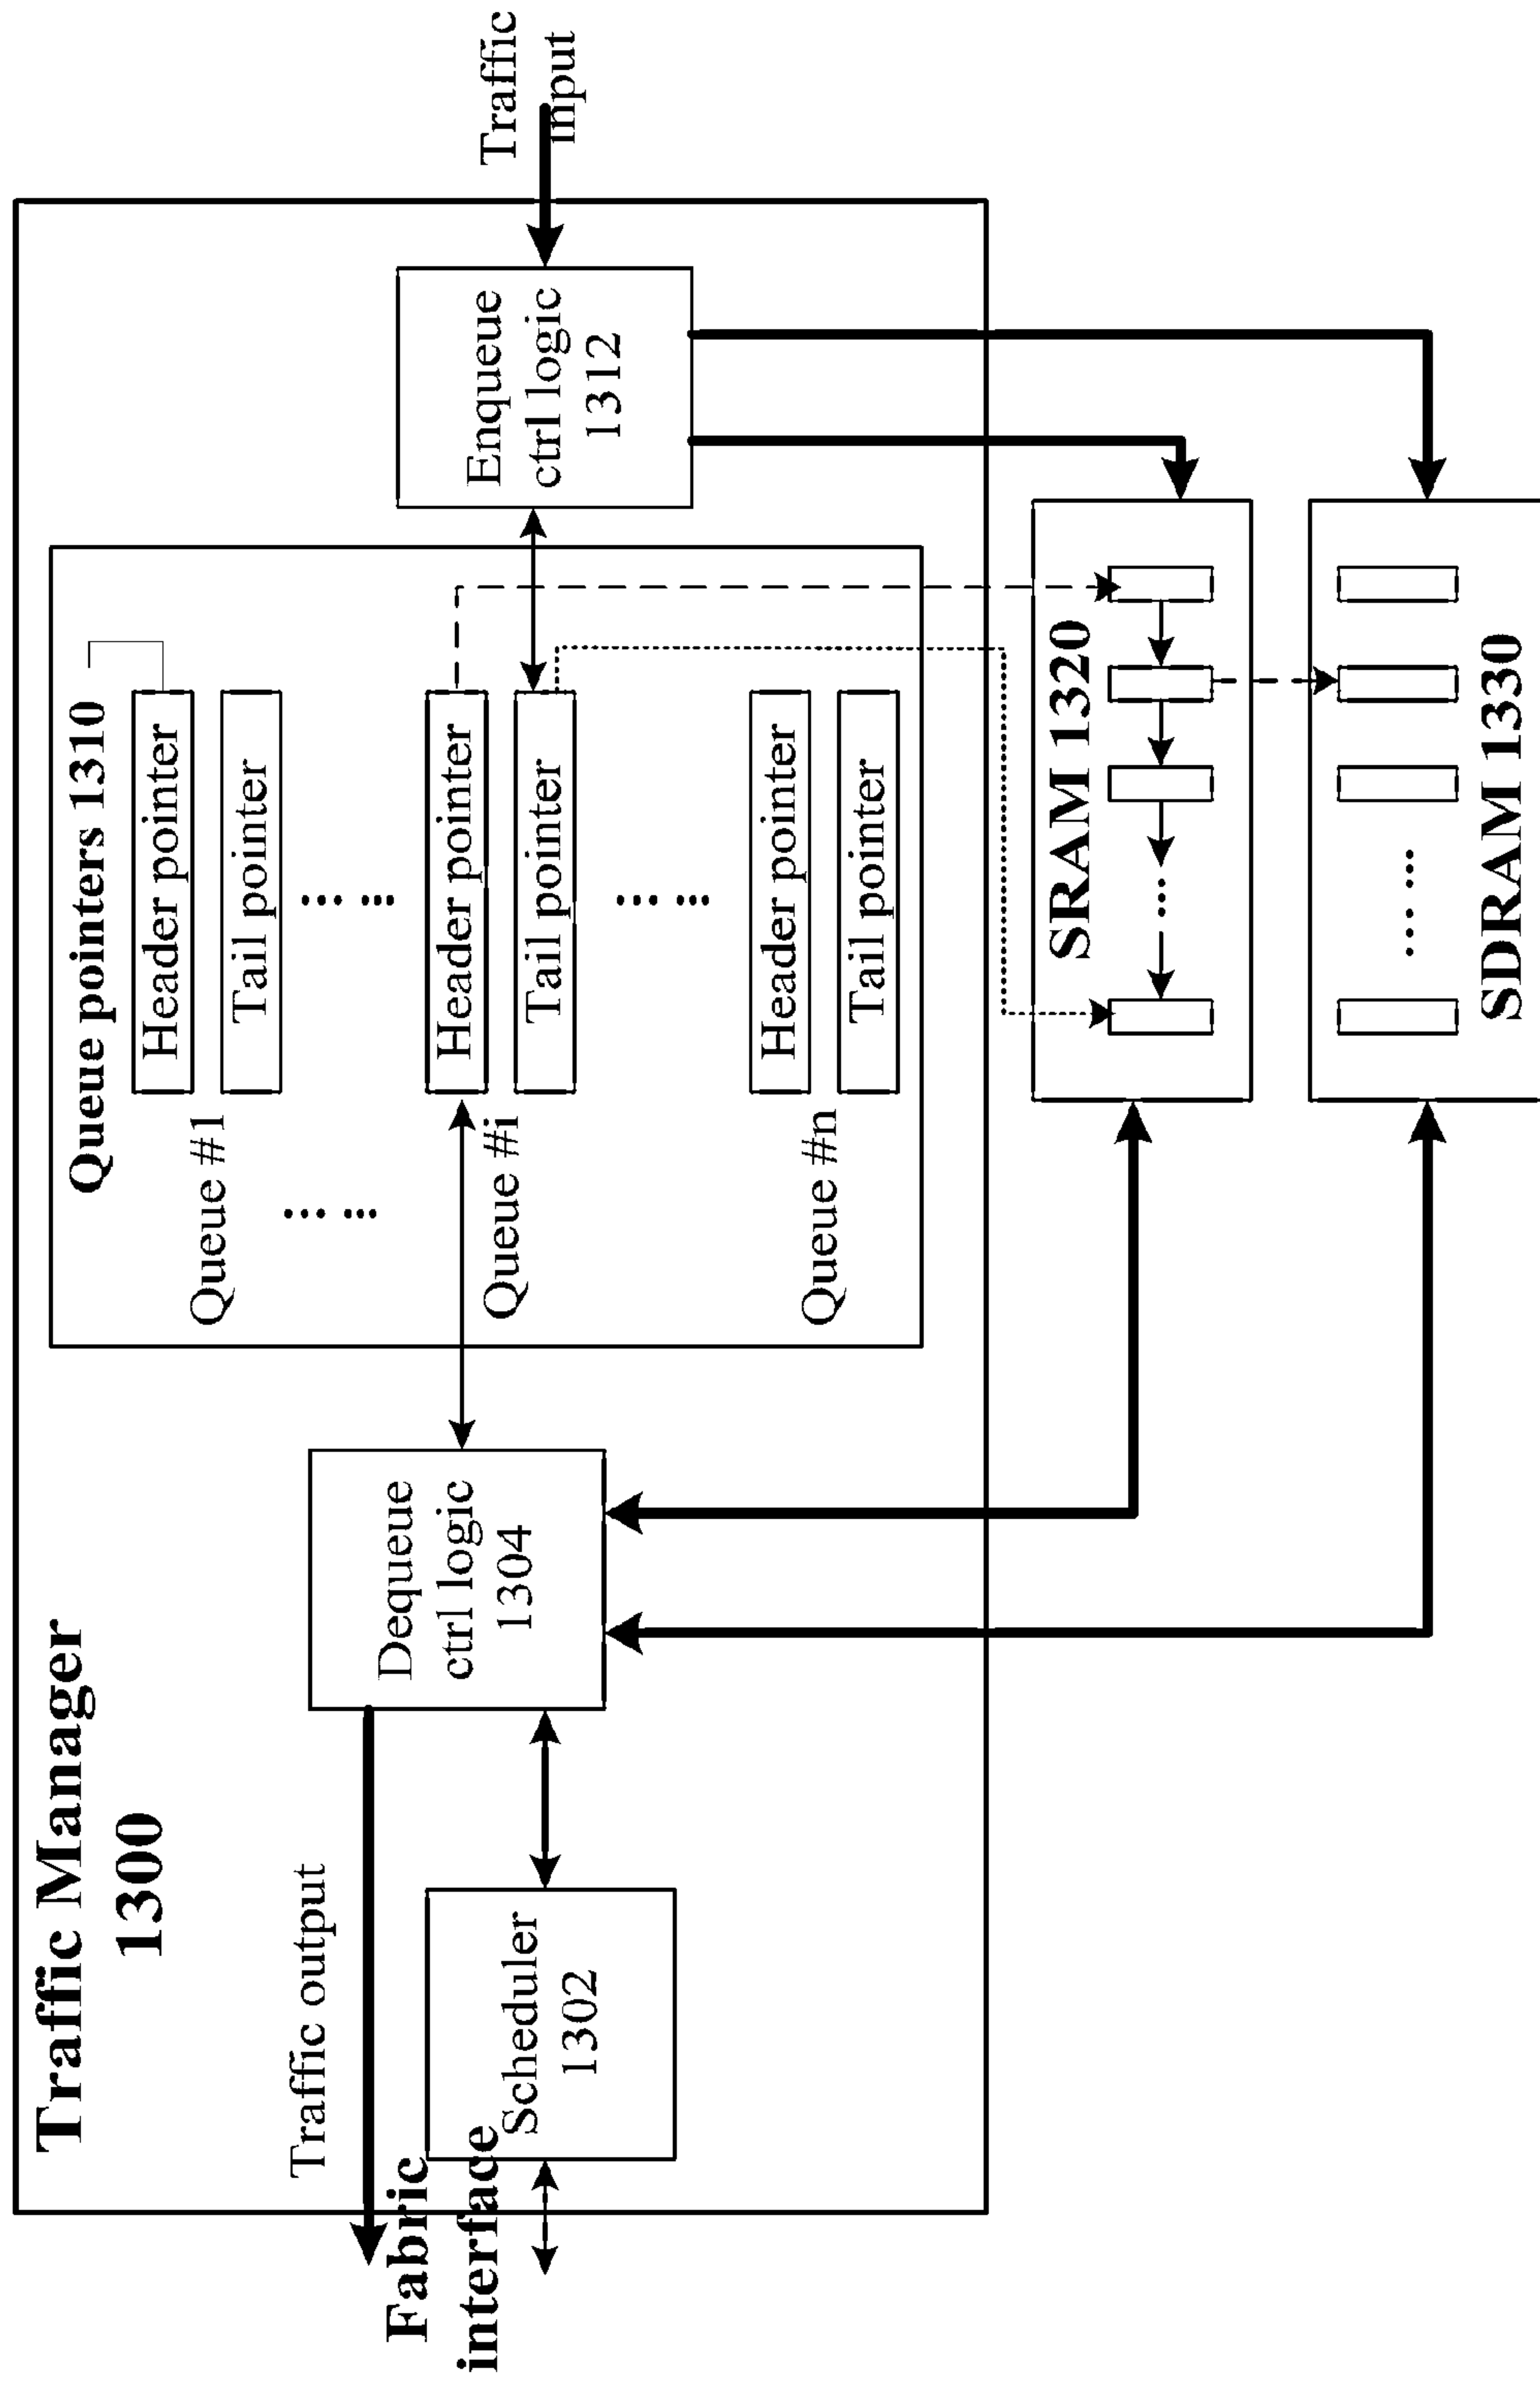 Traffic Manager
1300
Traffic output
Fabric
interface
Scheduler
1302
Dequeue
ctrl logic
1304
Queue pointers 1310
Queue #1
Header pointer
Tail pointer
...... 
......
Queue #i
Header pointer
Tail pointer
......
Queue #n
Header pointer
Tail pointer
Enqueue
ctrl logic
1312
Traffic
input
SRAM 1320
......
SDRAM 1330
......